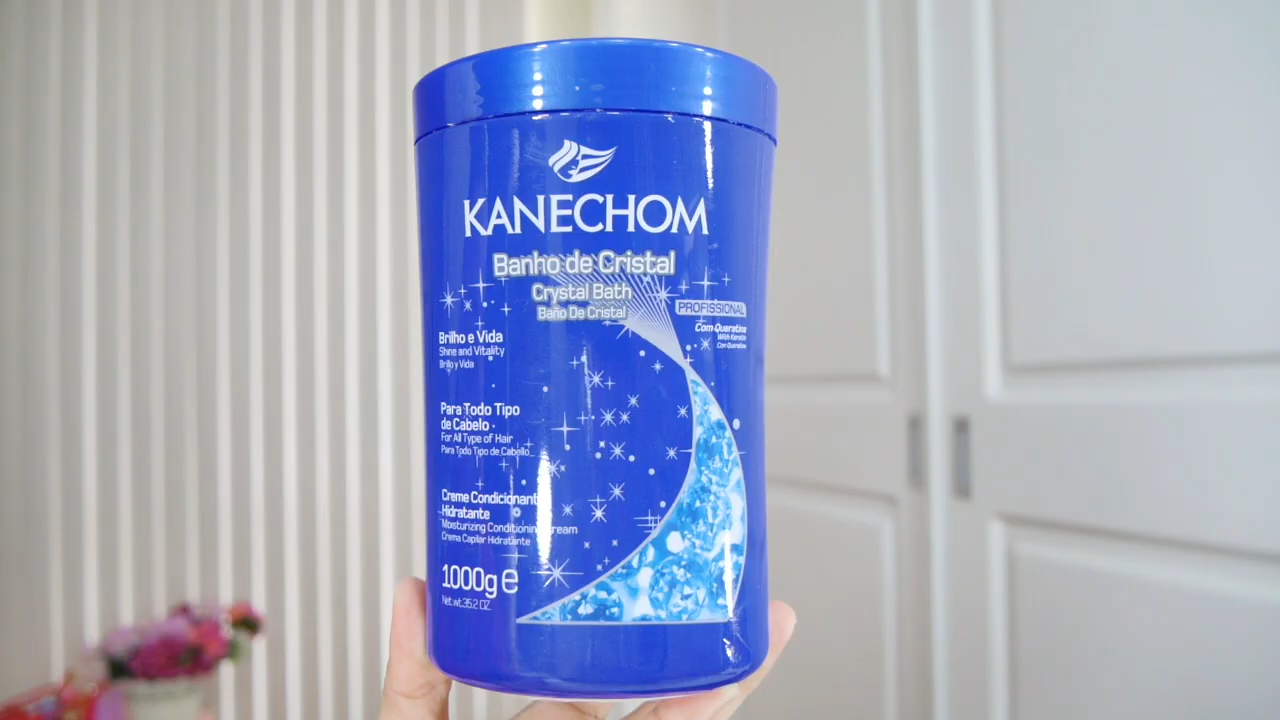 KANECHOM
Banho de Cristal
Crystal Bath
Baño De Cristal
PROFISSIONAL
Com Queratina
With Keratin
Con Queratina
Brilho e Vida
Shine and Vitality
Brillo y Vida
Para Todo Tipo
de Cabelo
For All Type of Hair
Para Todo Tipo de Cabello
Creme Condicionant
Hidratante
Moisturizing Conditioning Cream
Crema Capilar Hidratante
1000g e
Net wt.35.2 OZ.